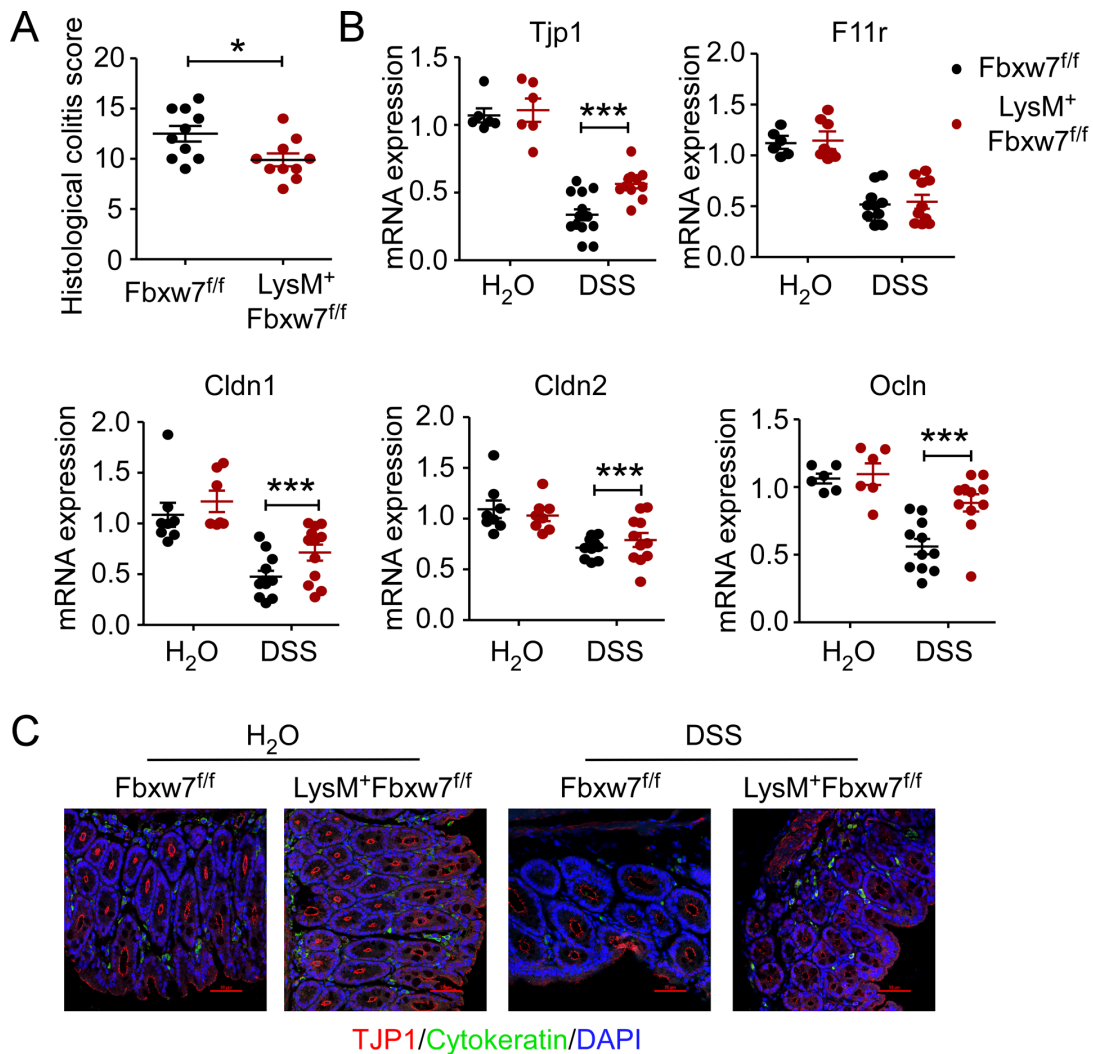 A
Histological colitis score
20
15
10
5
0
*
Fbxw7f/f
LysM+
Fbxw7f/f
B
Tjp1
mRNA expression
1.5
1.0
0.5
0.0
***
H2O
DSS
F11r
mRNA expression
2.0
1.5
1.0
0.5
0.0
H2O
DSS
Fbxw7f/f
LysM+
Fbxw7f/f
Cldn1
mRNA expression
2.0
1.5
1.0
0.5
0.0
***
H2O
DSS
Cldn2
mRNA expression
2.0
1.5
1.0
0.5
0.0
***
H2O
DSS
Ocln
mRNA expression
1.5
1.0
0.5
0.0
***
H2O
DSS
C
H2O
DSS
Fbxw7f/f
LysM+Fbxw7f/f
Fbxw7f/f
LysM+Fbxw7f/f
TJP1/Cytokeratin/DAPI